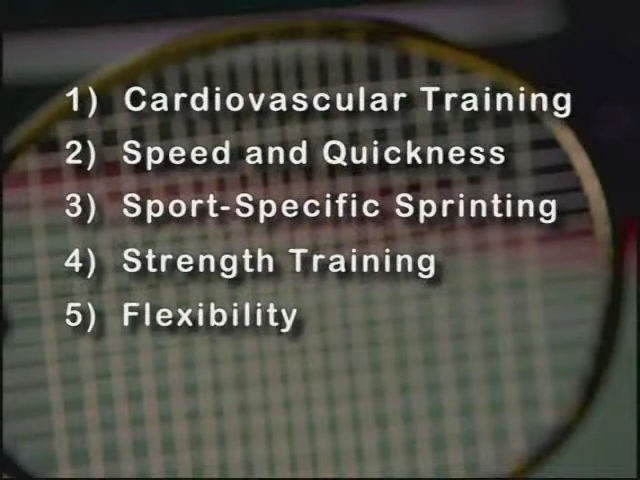 1) Cardiovascular Training
2) Speed and Quickness
3) Sport-Specific Sprinting
4) Strength Training
5) Flexibility